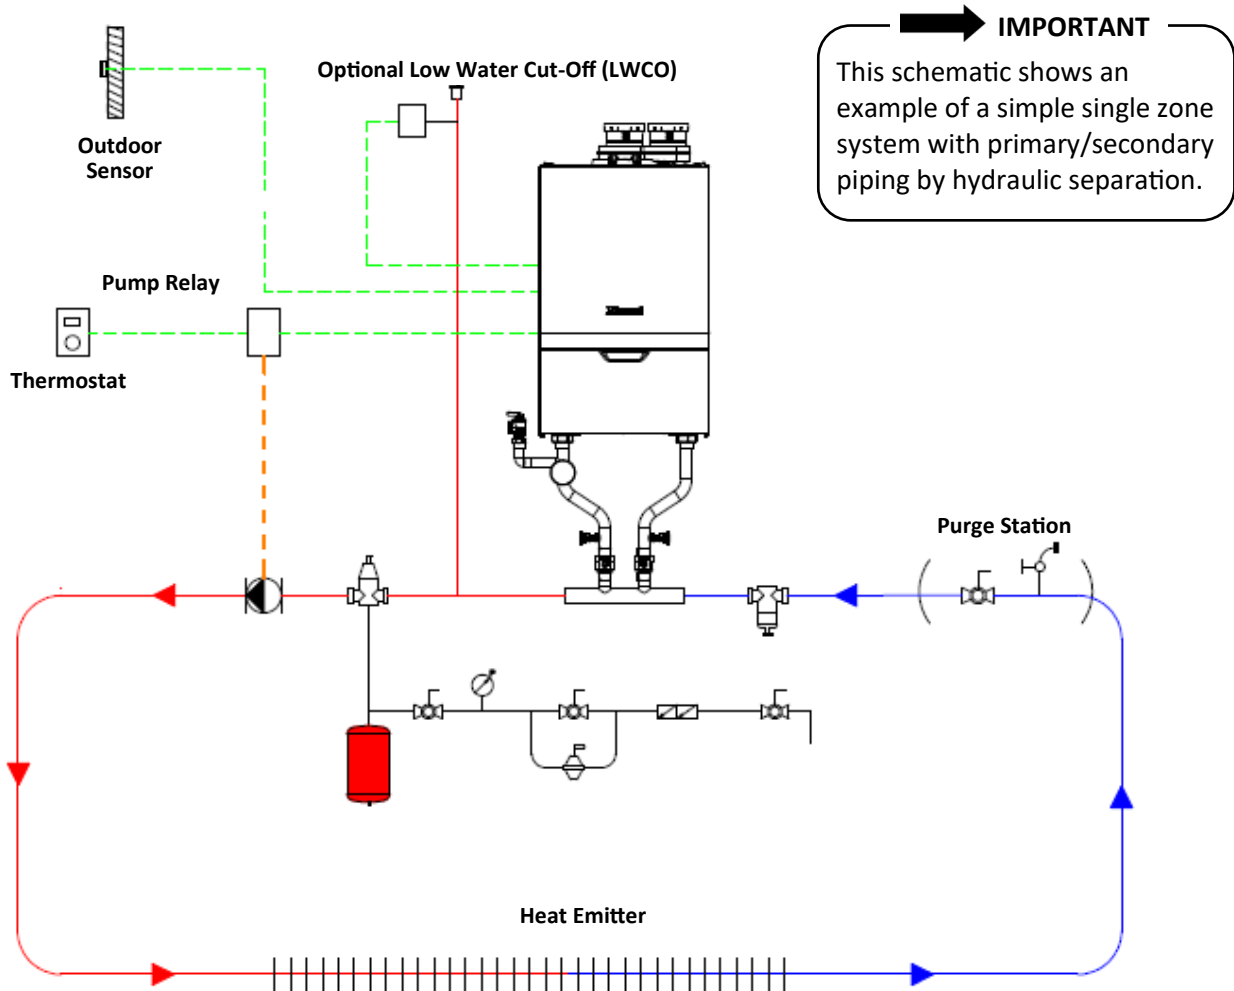 IMPORTANT
This schematic shows an
example of a simple single zone
system with primary/secondary
piping by hydraulic separation.
Optional Low Water Cut-Off (LWCO)
Outdoor
Sensor
Pump Relay
Thermostat
Purge Station
Heat Emitter